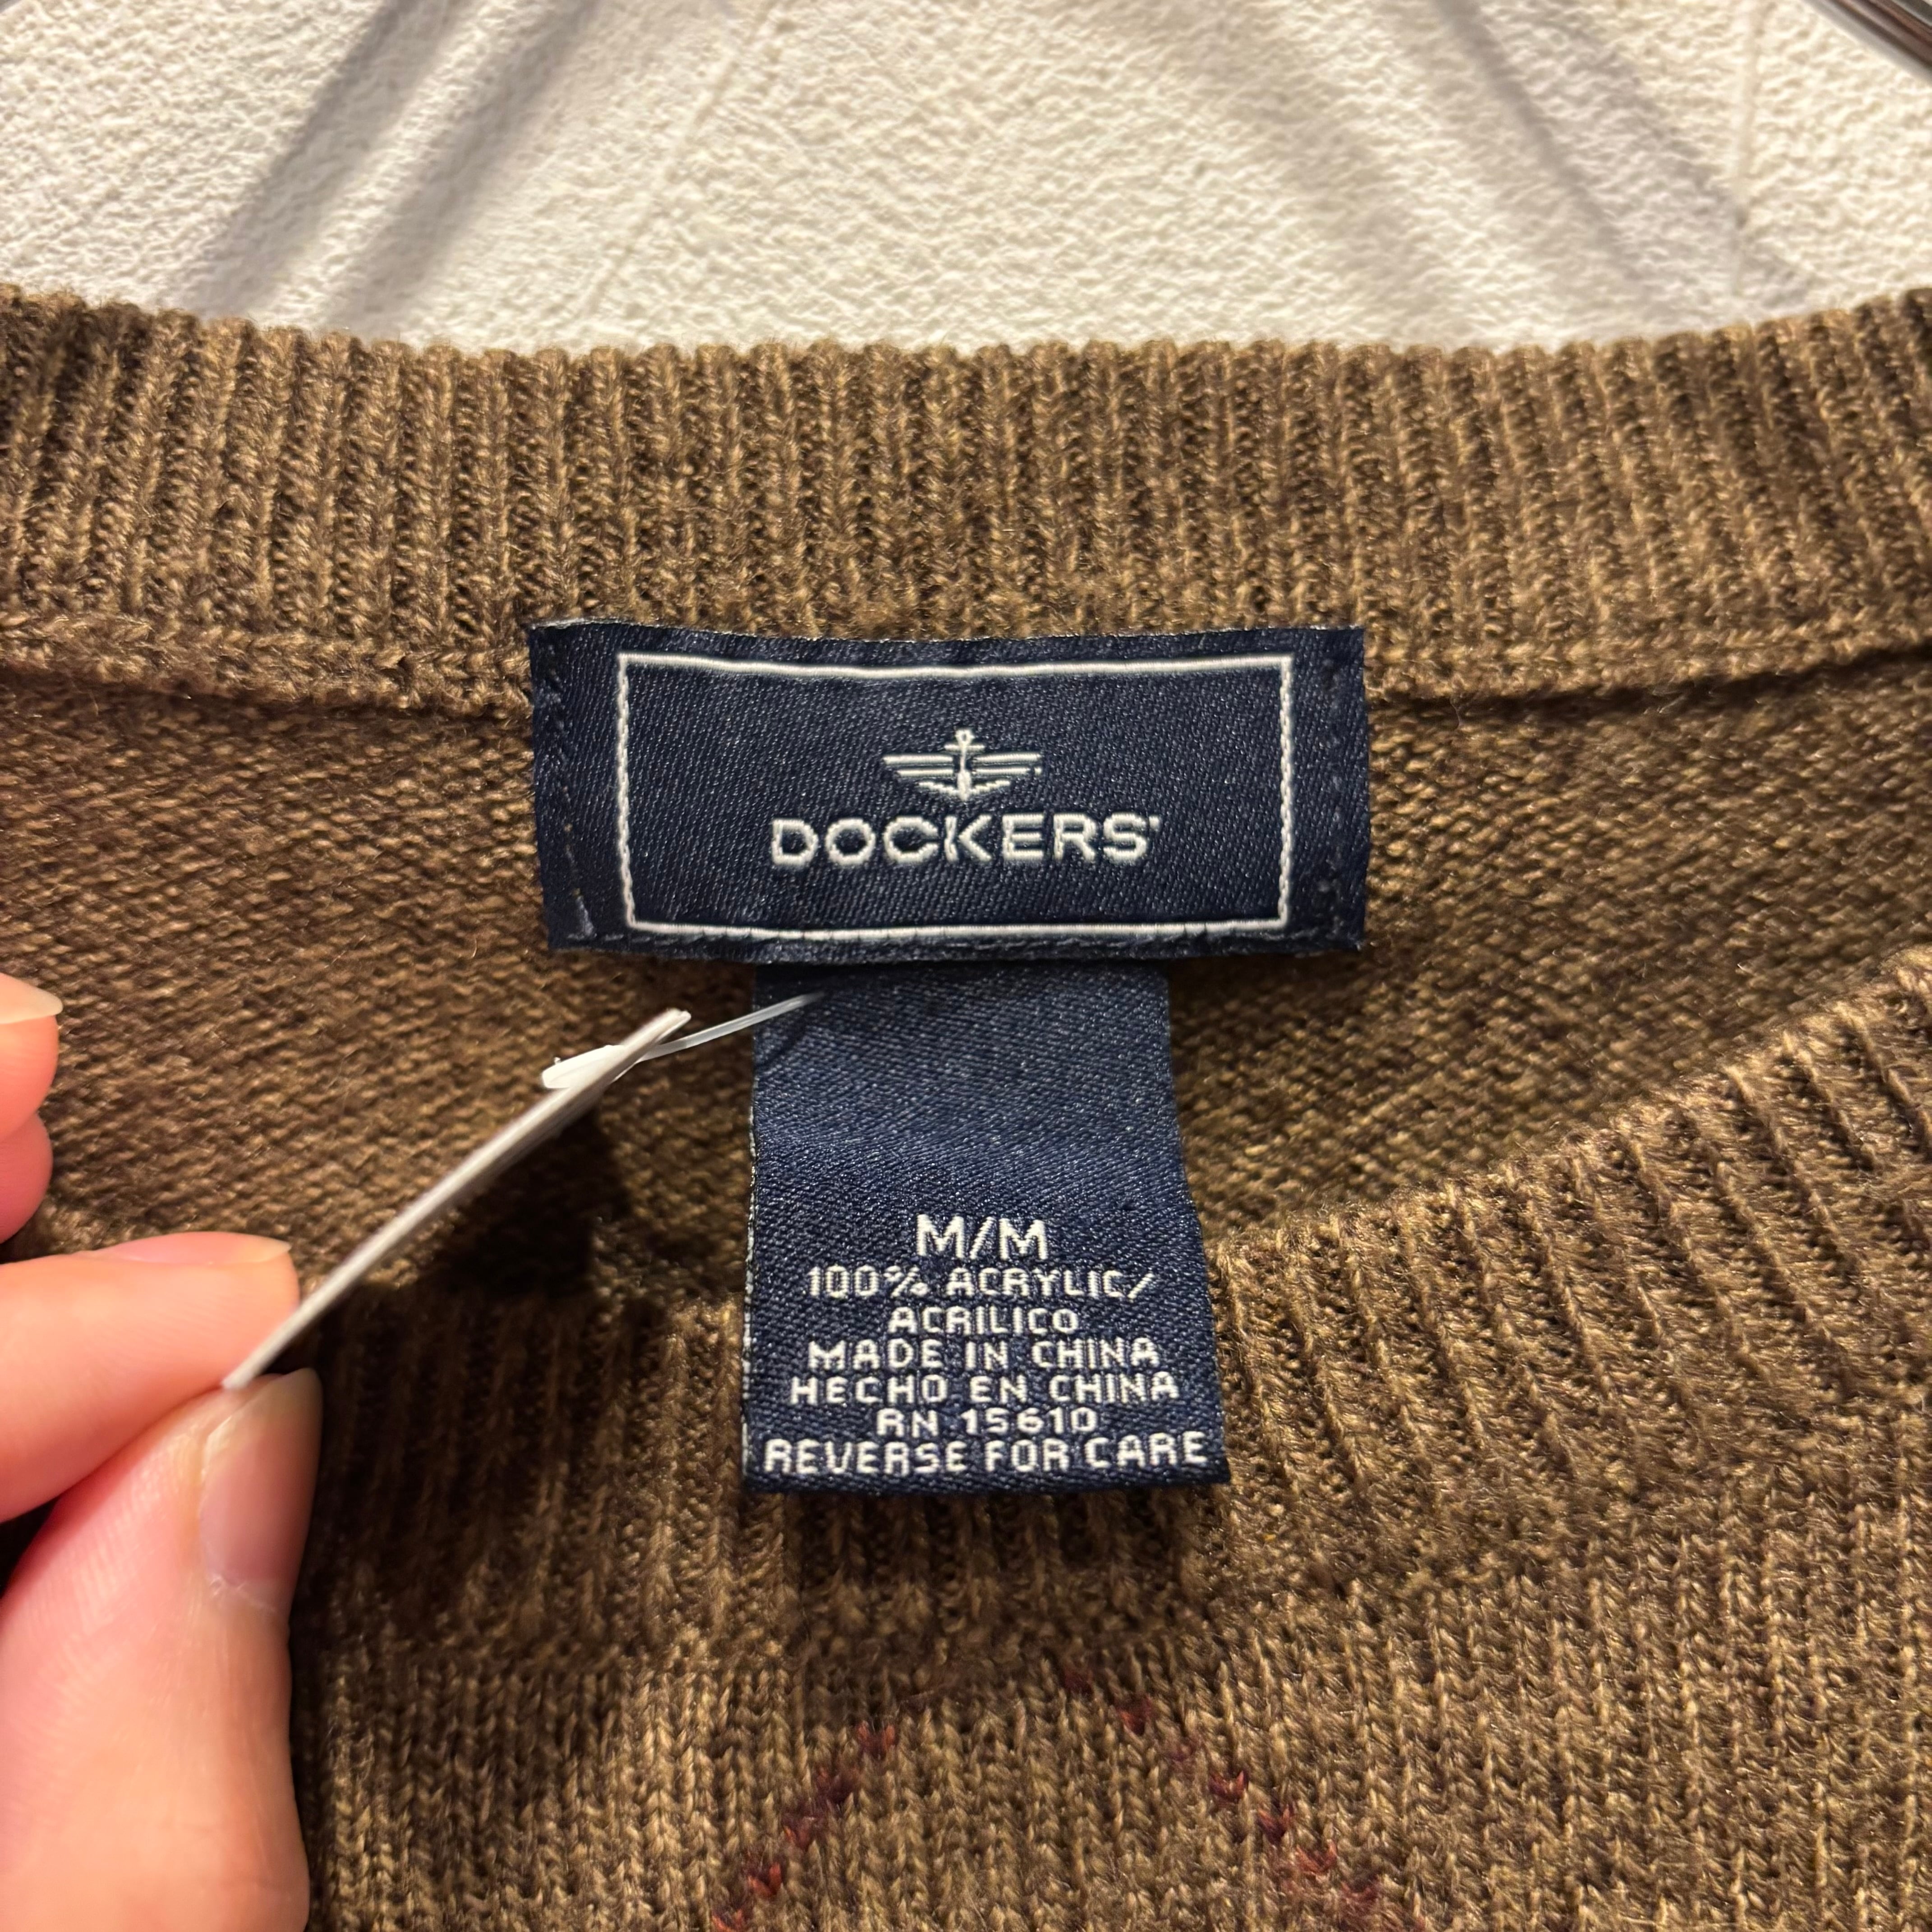 DOCKERS
M/M
100% ACRYLIC/
ACRILICO
MADE IN CHINA
HECHO EN CHINA
RN 15610
REVERSE FOR CARE